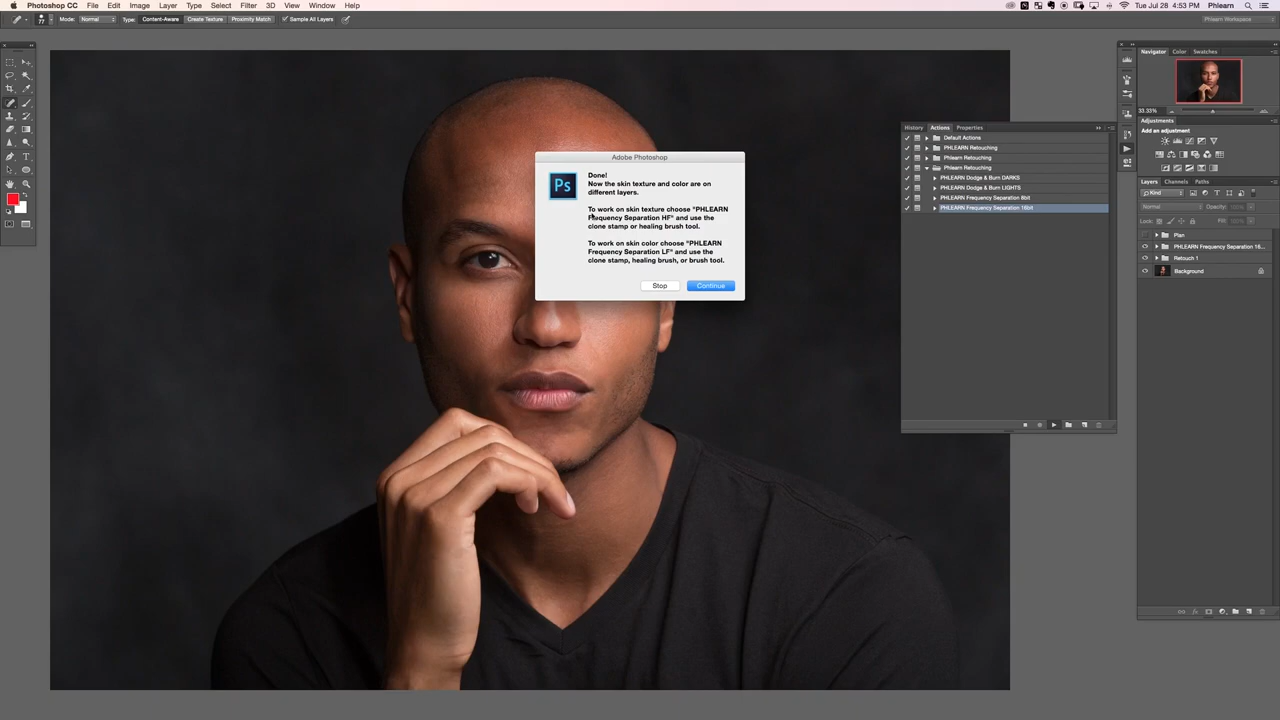 Photoshop CC File Edit Image Layer Type Select Filter 3D View Window Help
Tue Jul 28 4:53 PM Phlearn
77 Mode: Normal Type: Content-Aware Create Texture Proximity Match Sample All Layers
Phlearn Workspace
Navigator Color Swatches
33.33%
Adjustments
Add an adjustment
History Actions Properties
Default Actions
PHLEARN Retouching
Phlearn Retouching
Phlearn Retouching
PHLEARN Dodge & Burn DARKS
PHLEARN Dodge & Burn LIGHTS
PHLEARN Frequency Separation 8bit
PHLEARN Frequency Separation 16bit
Adobe Photoshop
Ps
Done!
Now the skin texture and color are on
different layers.
To work on skin texture choose "PHLEARN
Frequency Separation HF" and use the
clone stamp or healing brush tool.
To work on skin color choose "PHLEARN
Frequency Separation LF" and use the
clone stamp, healing brush, or brush tool.
Stop Continue
Layers Channels Paths
Kind
Normal Opacity:
Lock: Fill:
Plan
PHLEARN Frequency Separation 16...
Retouch 1
Background